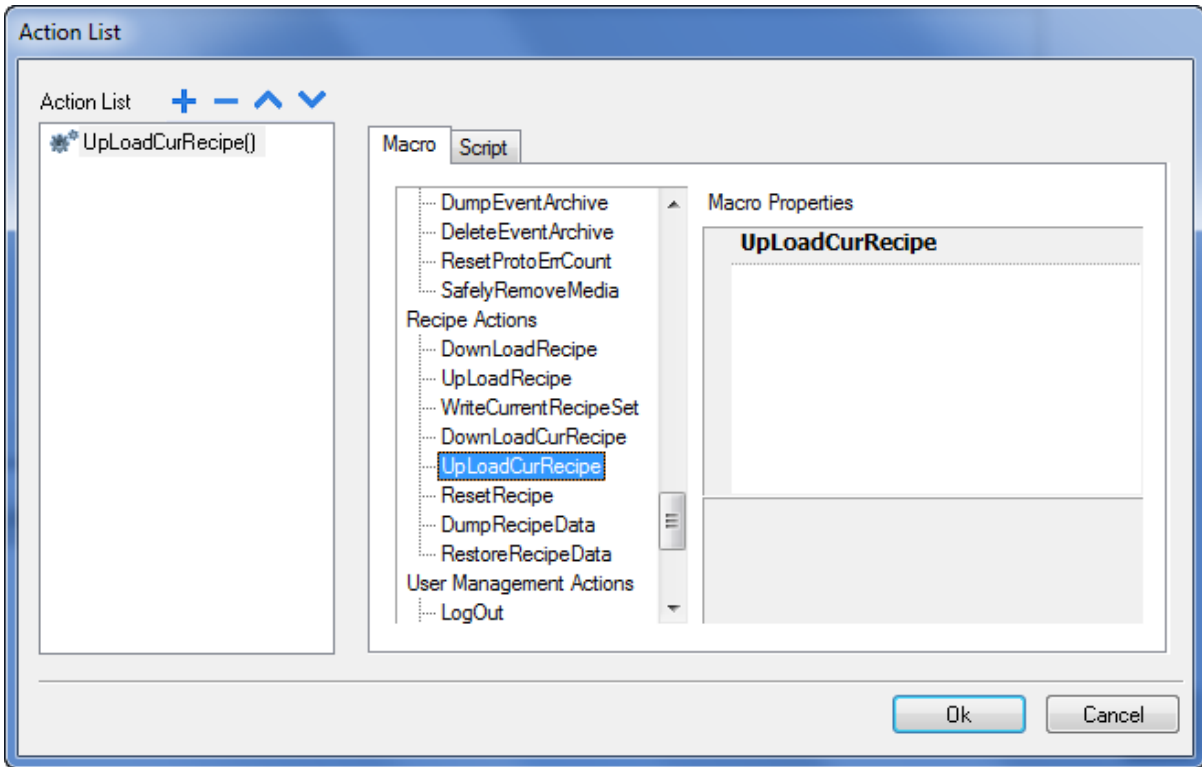 Action List
Action List
UpLoadCurRecipe()
Macro
Script
DumpEventArchive
DeleteEventArchive
ResetProtoErrCount
SafelyRemoveMedia
Recipe Actions
DownLoadRecipe
UpLoadRecipe
WriteCurrentRecipeSet
DownLoadCurRecipe
UpLoadCurRecipe
ResetRecipe
DumpRecipeData
RestoreRecipeData
User Management Actions
LogOut
Macro Properties
UpLoadCurRecipe
Ok
Cancel